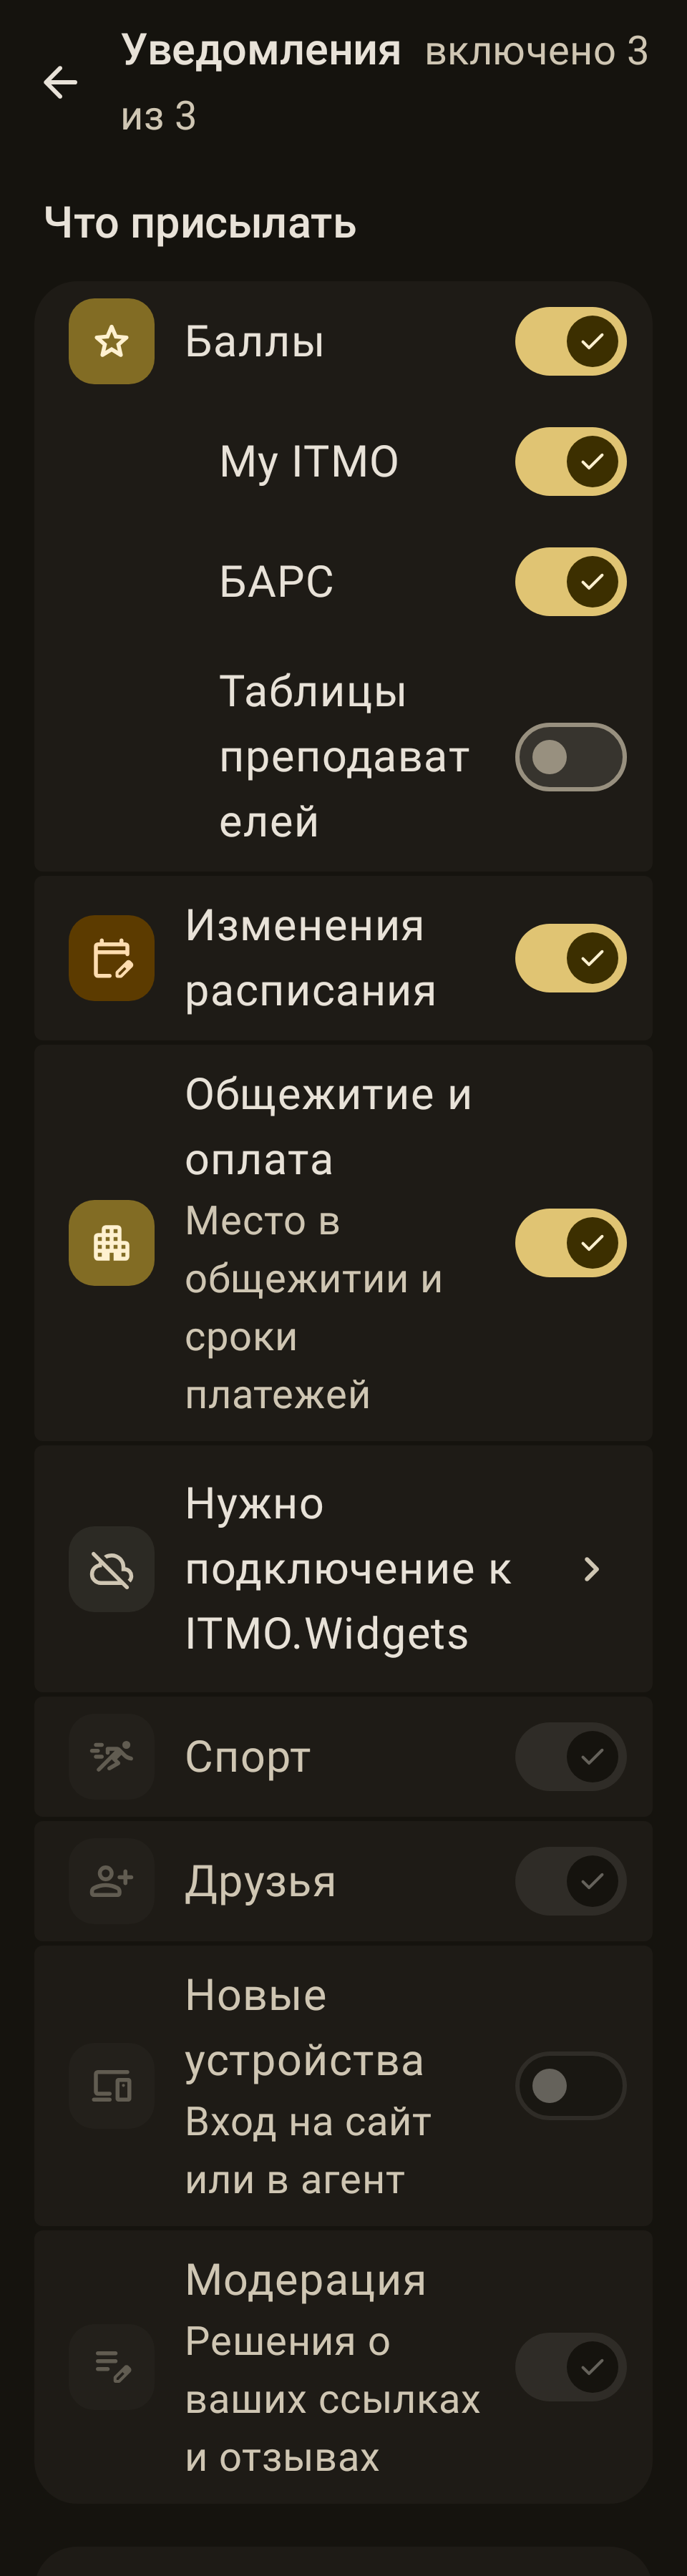 Уведомления включено 3
из 3
Что присылать
Баллы
My ITMO
БАРС
Таблицы
преподават
елей
Изменения
расписания
Общежитие и
оплата
Место в
общежитии и
сроки
платежей
Нужно
подключение к
ITMO.Widgets
Спорт
Друзья
Новые
устройства
Вход на сайт
или в агент
Модерация
Решения о
ваших ссылках
и отзывах